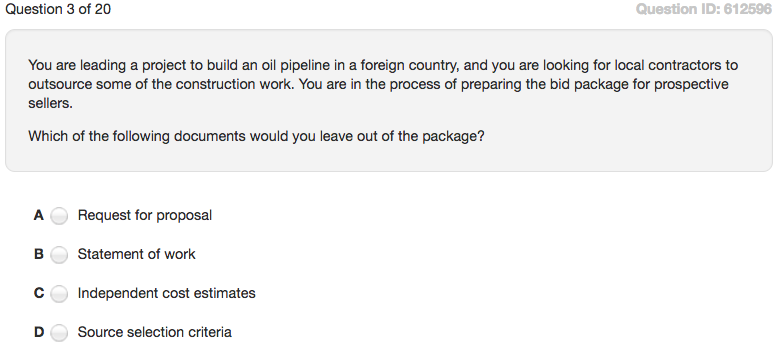 Question 3 of 20
Question ID: 612596
You are leading a project to build an oil pipeline in a foreign country, and you are looking for local contractors to
outsource some of the construction work. You are in the process of preparing the bid package for prospective
sellers.
Which of the following documents would you leave out of the package?
A Request for proposal
B Statement of work
C Independent cost estimates
D Source selection criteria